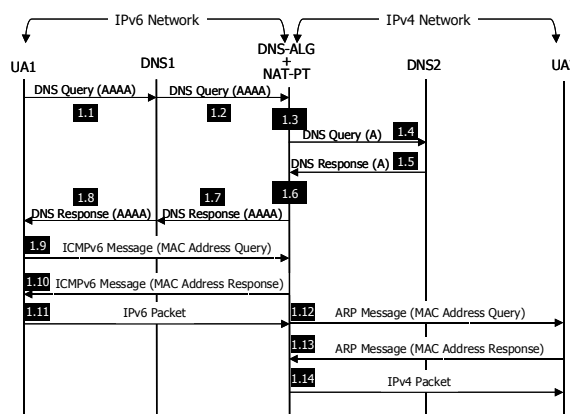 IPv6 Network IPv4 Network
DNS-ALG
+
NAT-PT
UA1 DNS1 DNS2 UA
DNS Query (AAAA) DNS Query (AAAA)
1.1 1.2 1.3
DNS Query (A) 1.4
DNS Response (A) 1.5
1.8 1.7 1.6
DNS Response (AAAA) DNS Response (AAAA)
1.9 ICMPv6 Message (MAC Address Query)
1.10 ICMPv6 Message (MAC Address Response)
1.11 IPv6 Packet 1.12 ARP Message (MAC Address Query)
1.13 ARP Message (MAC Address Response)
1.14 IPv4 Packet